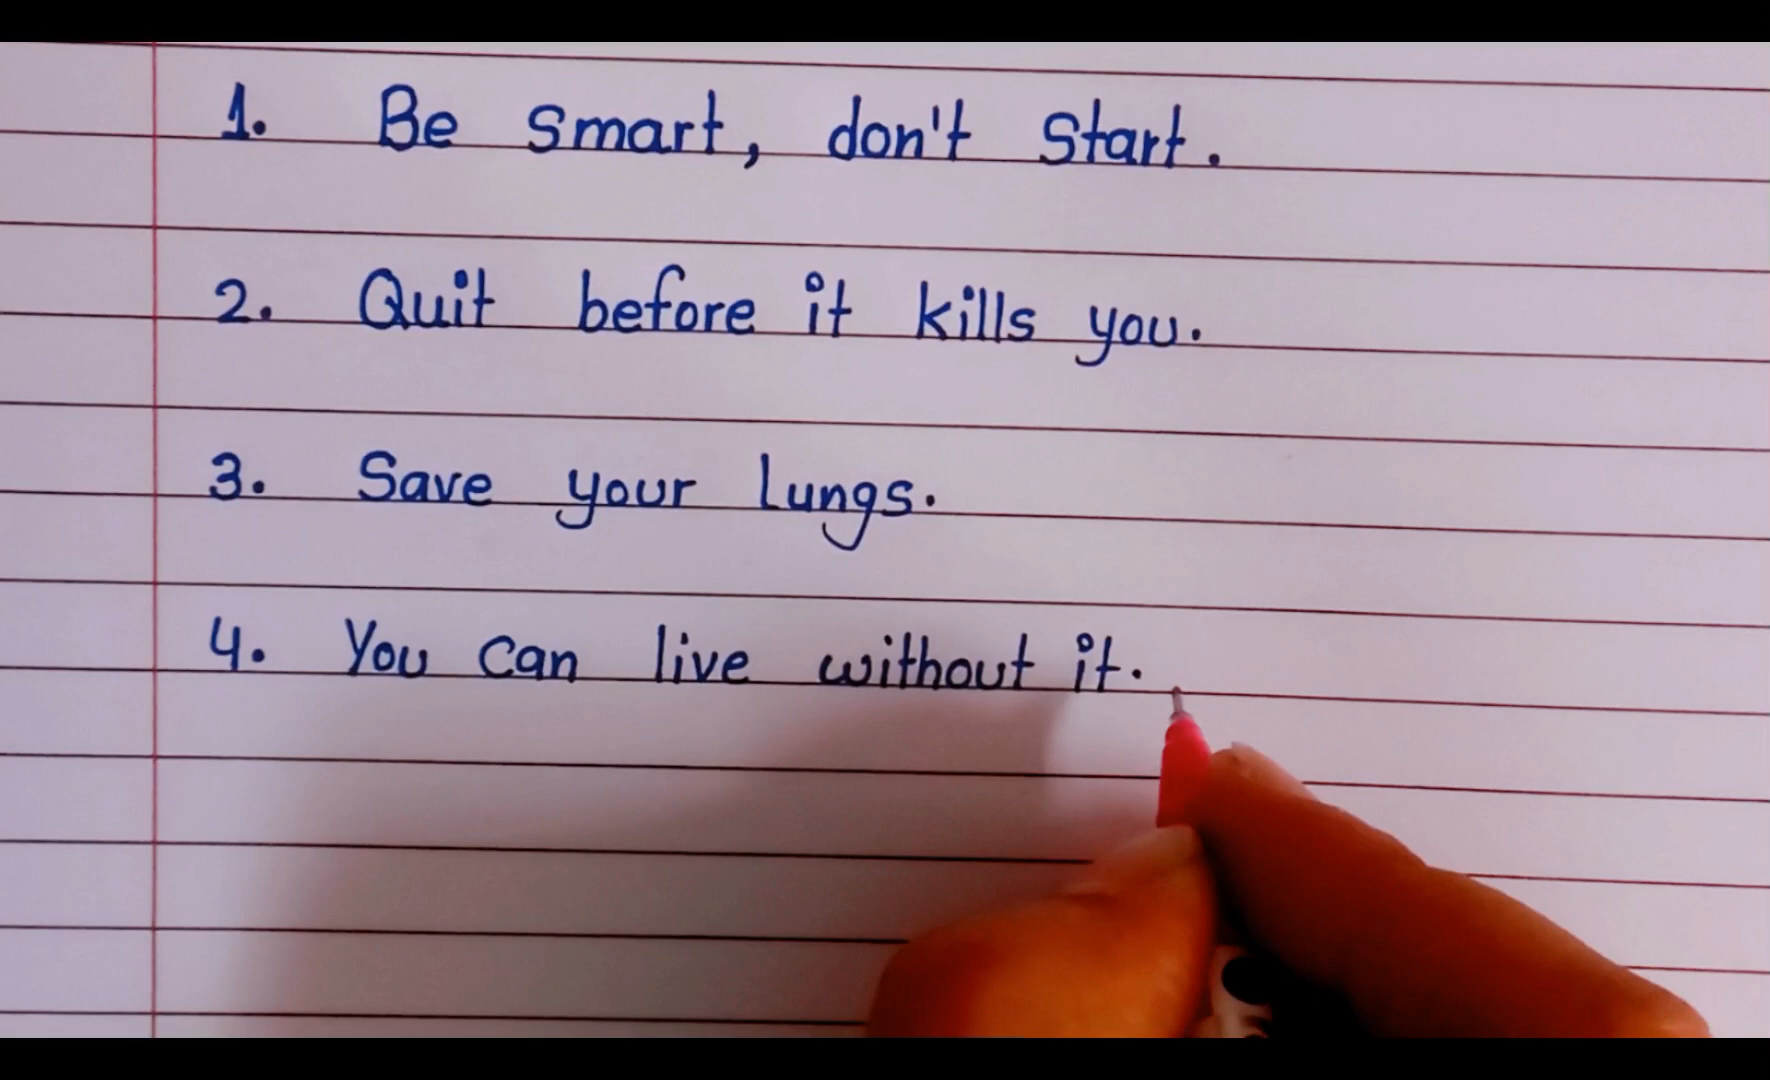 1. Be smart, don't start.
2. Quit before it kills you.
3. Save your lungs.
4. You can live without it.